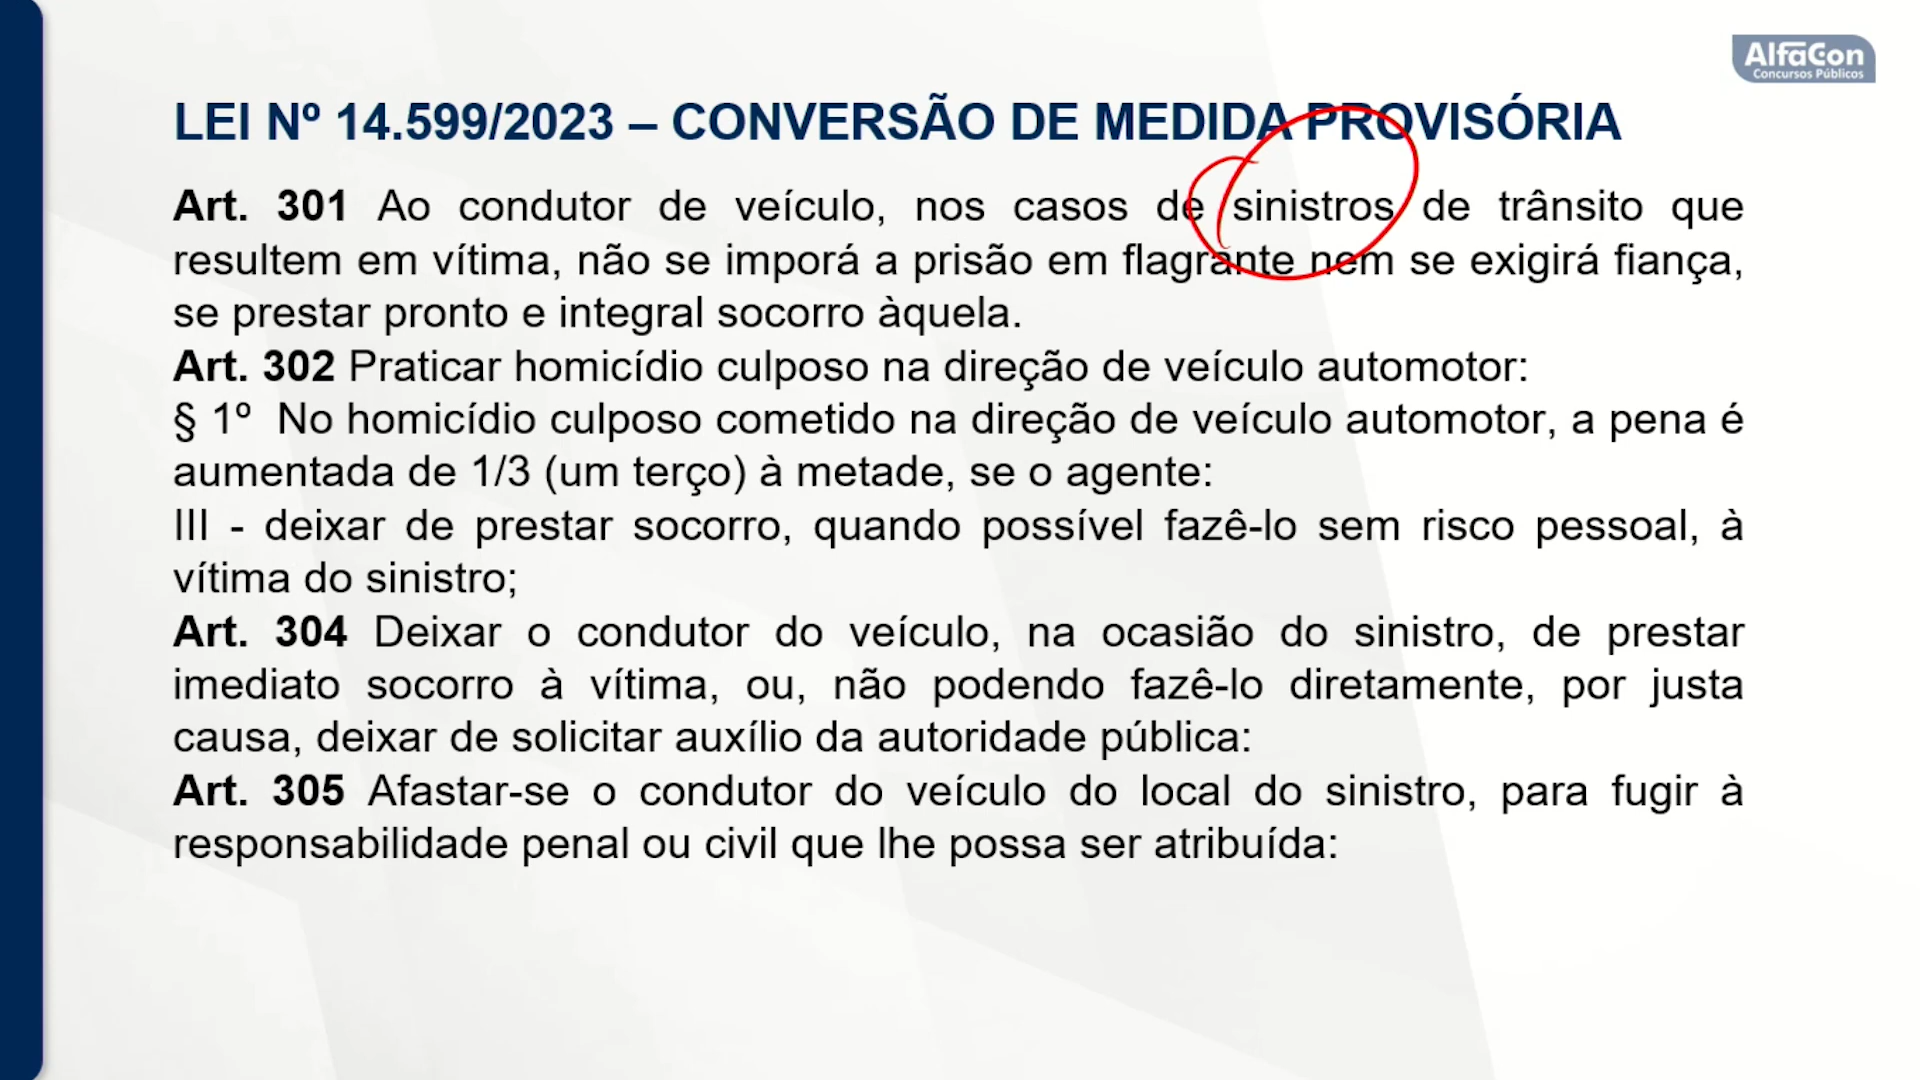 AlfaCon
Concursos Públicos
LEI Nº 14.599/2023 – CONVERSÃO DE MEDIDA PROVISÓRIA
Art. 301 Ao condutor de veículo, nos casos de sinistros de trânsito que
resultem em vítima, não se imporá a prisão em flagrante nem se exigirá fiança,
se prestar pronto e integral socorro àquela.
Art. 302 Praticar homicídio culposo na direção de veículo automotor:
§ 1º No homicídio culposo cometido na direção de veículo automotor, a pena é
aumentada de 1/3 (um terço) à metade, se o agente:
III - deixar de prestar socorro, quando possível fazê-lo sem risco pessoal, à
vítima do sinistro;
Art. 304 Deixar o condutor do veículo, na ocasião do sinistro, de prestar
imediato socorro à vítima, ou, não podendo fazê-lo diretamente, por justa
causa, deixar de solicitar auxílio da autoridade pública:
Art. 305 Afastar-se o condutor do veículo do local do sinistro, para fugir à
responsabilidade penal ou civil que lhe possa ser atribuída: